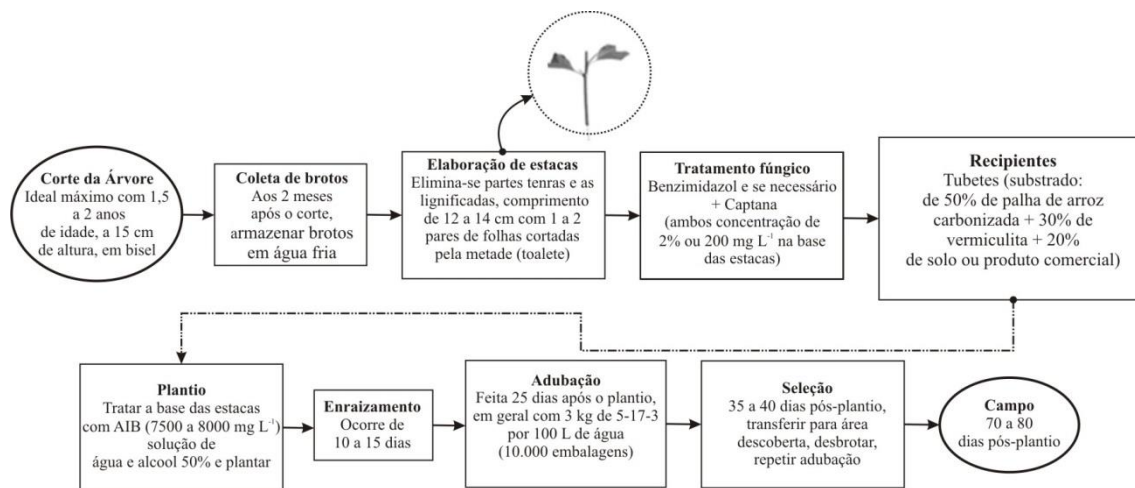 Corte da Árvore
Ideal máximo com 1,5
a 2 anos
de idade, a 15 cm
de altura, em bisel
Coleta de brotos
Aos 2 meses
após o corte,
armazenar brotos
em água fria
Elaboração de estacas
Elimina-se partes tenras e as
lignificadas, comprimento
de 12 a 14 cm com 1 a 2
pares de folhas cortadas
pela metade (toalete)
Tratamento fúngico
Benzimidazol e se necessário
+ Captana
(ambos concentração de
2% ou 200 mg L⁻¹ na base
das estacas)
Recipientes
Tubetes (substrado:
de 50% de palha de arroz
carbonizada + 30% de
vermiculita + 20%
de solo ou produto comercial)
Plantio
Tratar a base das estacas
com AIB (7500 a 8000 mg L⁻¹)
solução de
água e alcool 50% e plantar
Enraizamento
Ocorre de
10 a 15 dias
Adubação
Feita 25 dias após o plantio,
em geral com 3 kg de 5-17-3
por 100 L de água
(10.000 embalagens)
Seleção
35 a 40 dias pós-plantio,
transferir para área
descoberta, desbrotar,
repetir adubação
Campo
70 a 80
dias pós-plantio